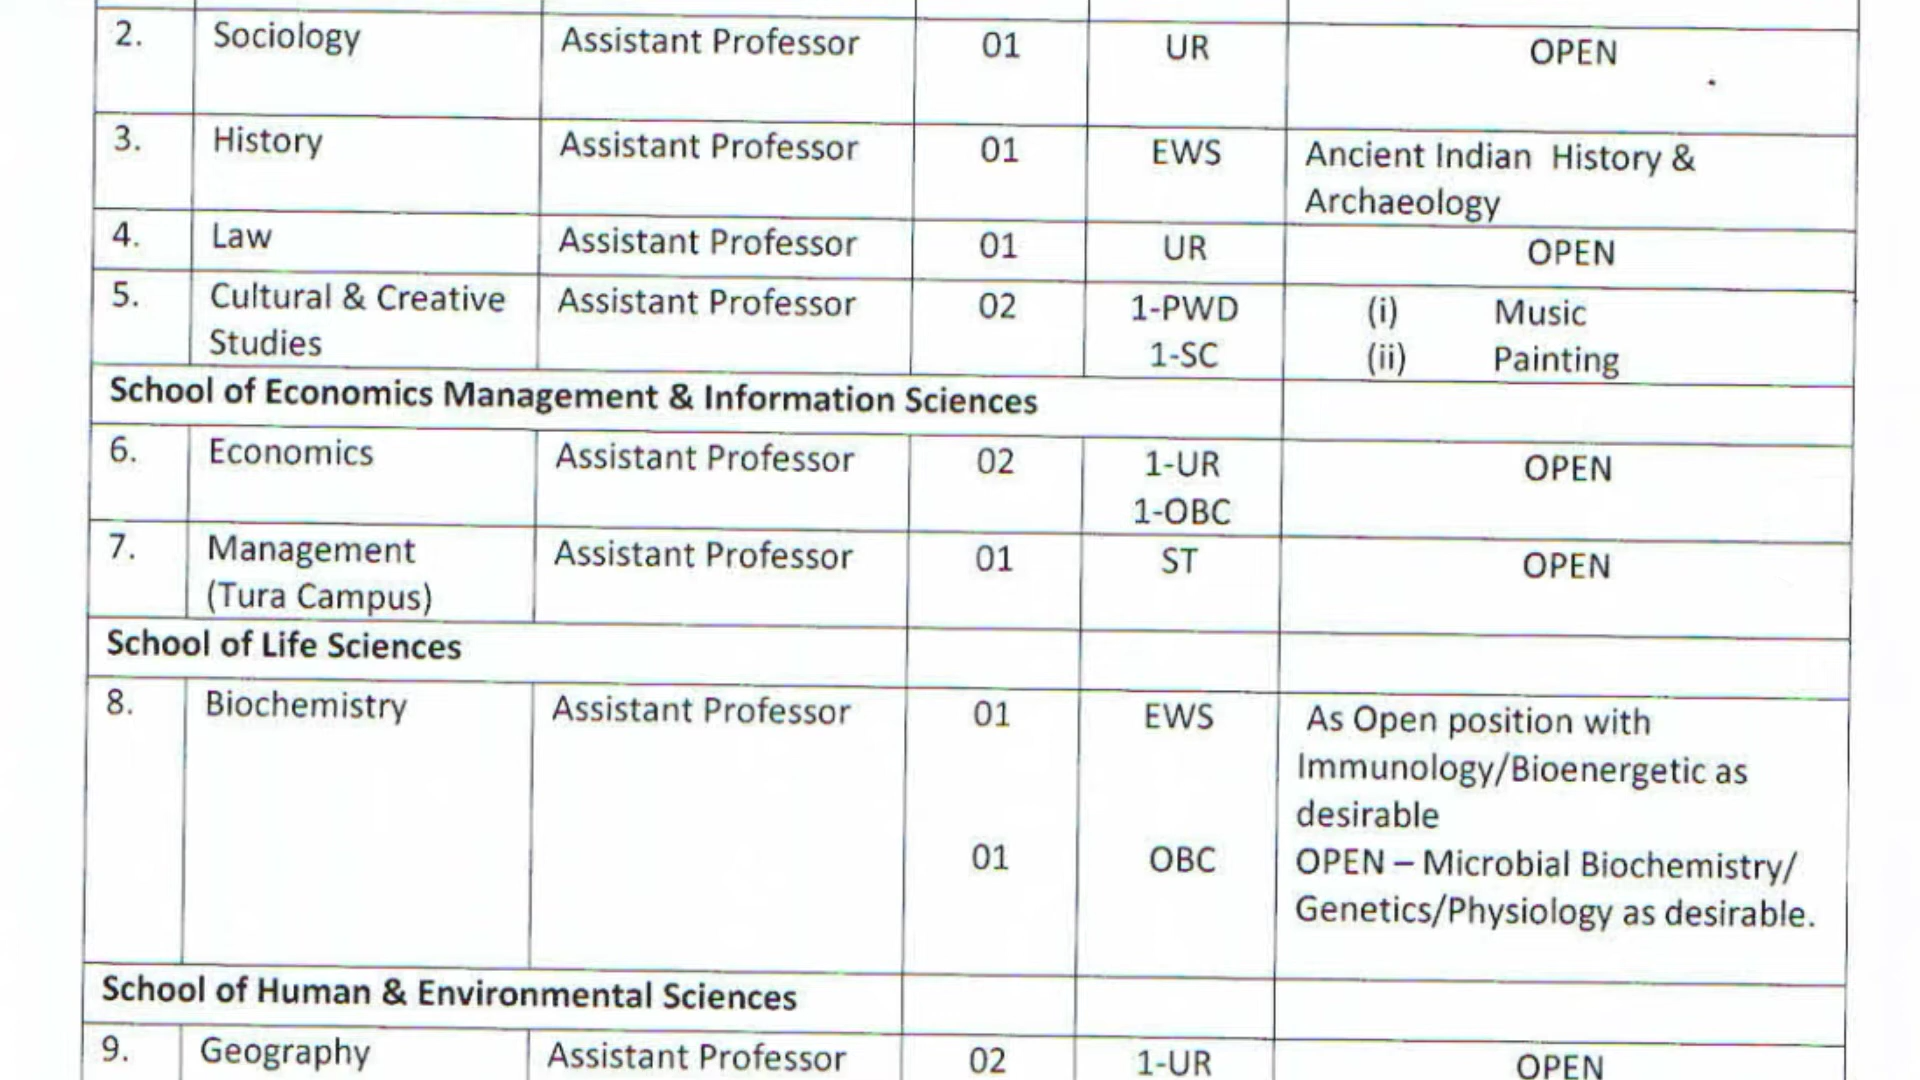 2. Sociology Assistant Professor 01 UR OPEN
3. History Assistant Professor 01 EWS Ancient Indian History &
Archaeology
4. Law Assistant Professor 01 UR OPEN
5. Cultural & Creative Assistant Professor 02 1-PWD (i) Music
Studies 1-SC (ii) Painting
School of Economics Management & Information Sciences
6. Economics Assistant Professor 02 1-UR OPEN
1-OBC
7. Management Assistant Professor 01 ST OPEN
(Tura Campus)
School of Life Sciences
8. Biochemistry Assistant Professor 01 EWS As Open position with
Immunology/Bioenergetic as
desirable
01 OBC OPEN – Microbial Biochemistry/
Genetics/Physiology as desirable.
School of Human & Environmental Sciences
9. Geography Assistant Professor 02 1-UR OPEN